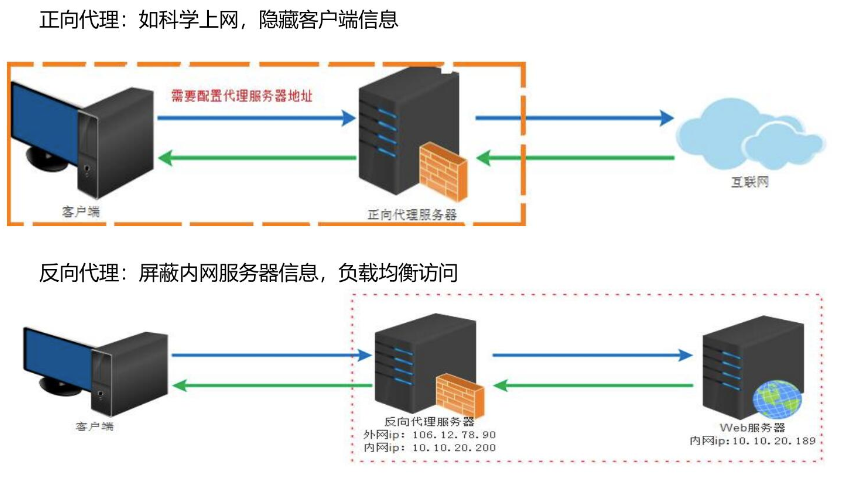 正向代理：如科学上网，隐藏客户端信息
需要配置代理服务器地址
客户端
正向代理服务器
互联网
反向代理：屏蔽内网服务器信息，负载均衡访问
客户端
反向代理服务器
外网ip：106.12.78.90
内网ip：10.10.20.200
Web服务器
内网ip:10.10.20.189